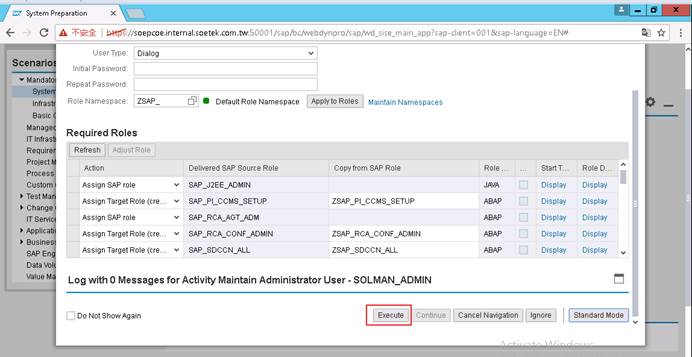 System Preparation
不安全 | https://soepcoe.internal.soetek.com.tw:50001/sap/bc/webdynpro/sap/wd_sise_main_app?sap-client=001&sap-language=EN#
Scenarios
Mandator
System
Infrastr
Basic C
Managed
IT Infrast
Requirem
Project M
Process
Custom C
Test Man
Change C
IT Servic
Applicatio
Business
SAP Eng
Data Volu
Value Ma
User Type:
Dialog
Initial Password:
Repeat Password:
Role Namespace:
ZSAP_
Default Role Namespace
Apply to Roles
Maintain Namespaces
Required Roles
Refresh
Adjust Role
Action Delivered SAP Source Role Copy from SAP Role Role ... ... Start T... Role D...
Assign SAP role SAP_J2EE_ADMIN JAVA Display Display
Assign Target Role (cre... SAP_PI_CCMS_SETUP ZSAP_PI_CCMS_SETUP ABAP Display Display
Assign SAP role SAP_RCA_AGT_ADM ABAP Display Display
Assign Target Role (cre... SAP_RCA_CONF_ADMIN ZSAP_RCA_CONF_ADMIN ABAP Display Display
Assign Target Role (cre... SAP_SDCCN_ALL ZSAP_SDCCN_ALL ABAP Display Display
Log with 0 Messages for Activity Maintain Administrator User - SOLMAN_ADMIN
Do Not Show Again
Execute
Continue
Cancel Navigation
Ignore
Standard Mode
Activate Windows